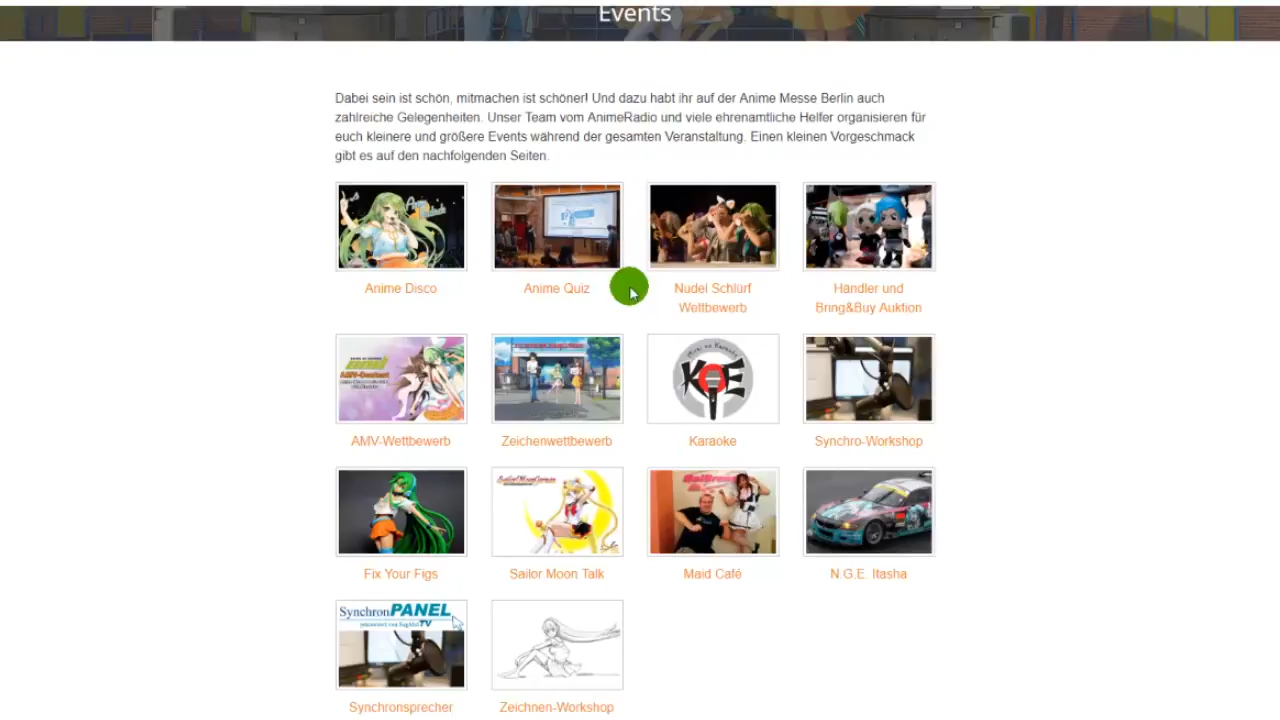 Events
Dabei sein ist schön, mitmachen ist schöner! Und dazu habt ihr auf der Anime Messe Berlin auch
zahlreiche Gelegenheiten. Unser Team vom AnimeRadio und viele ehrenamtliche Helfer organisieren für
euch kleinere und größere Events während der gesamten Veranstaltung. Einen kleinen Vorgeschmack
gibt es auf den nachfolgenden Seiten.
Anime Disco
Anime Quiz
Nudel Schlürf
Wettbewerb
Händler und
Bring&Buy Auktion
AMV-Wettbewerb
Zeichenwettbewerb
KOE
Karaoke
Synchro-Workshop
Fix Your Figs
Sailor Moon Talk
Maid Café
N.G.E. Itasha
SynchronPANEL
TV
Synchronsprecher
Zeichnen-Workshop